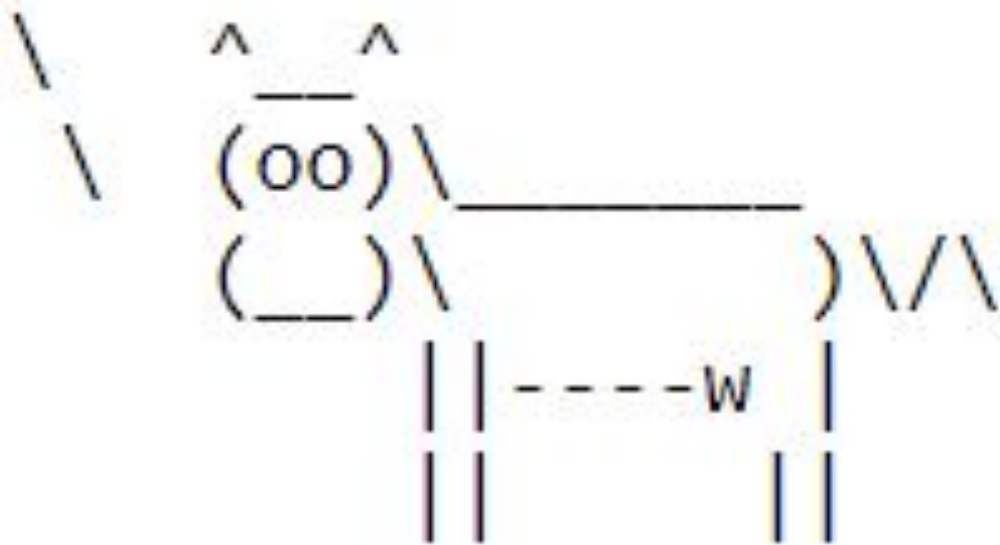 \   ^__^
 \  (oo)\_______
    (__)\       )\/\
        ||----w |
        ||     ||